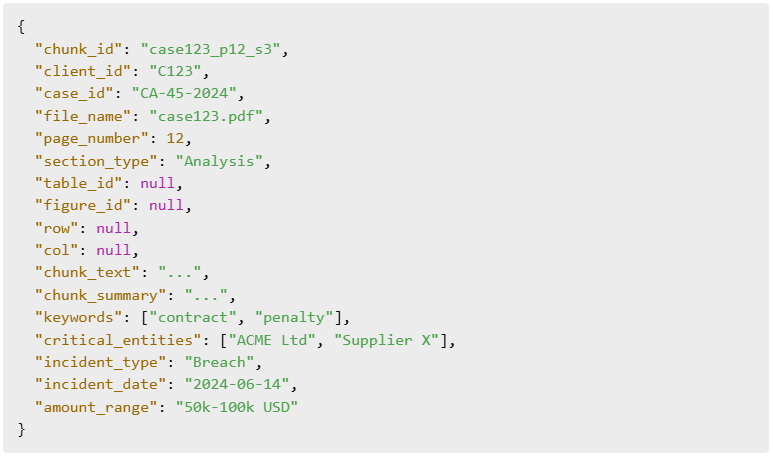 {
  "chunk_id": "case123_p12_s3",
  "client_id": "C123",
  "case_id": "CA-45-2024",
  "file_name": "case123.pdf",
  "page_number": 12,
  "section_type": "Analysis",
  "table_id": null,
  "figure_id": null,
  "row": null,
  "col": null,
  "chunk_text": "...",
  "chunk_summary": "...",
  "keywords": ["contract", "penalty"],
  "critical_entities": ["ACME Ltd", "Supplier X"],
  "incident_type": "Breach",
  "incident_date": "2024-06-14",
  "amount_range": "50k-100k USD"
}